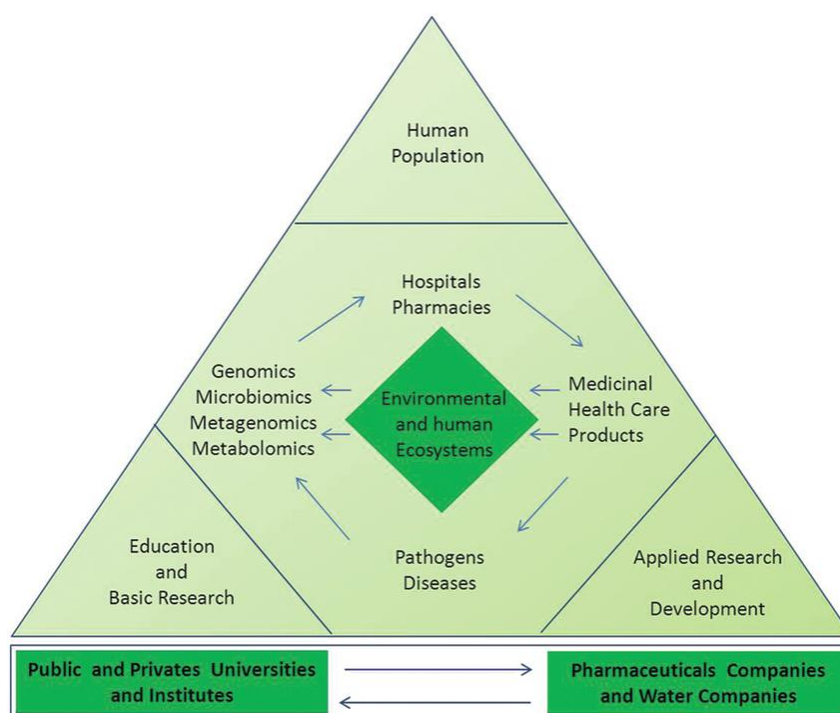 Human
Population
Hospitals
Pharmacies
Genomics
Microbiomics
Metagenomics
Metabolomics
Environmental
and human
Ecosystems
Medicinal
Health Care
Products
Pathogens
Diseases
Education
and
Basic Research
Applied Research
and
Development
Public and Privates Universities
and Institutes
Pharmaceuticals Companies
and Water Companies